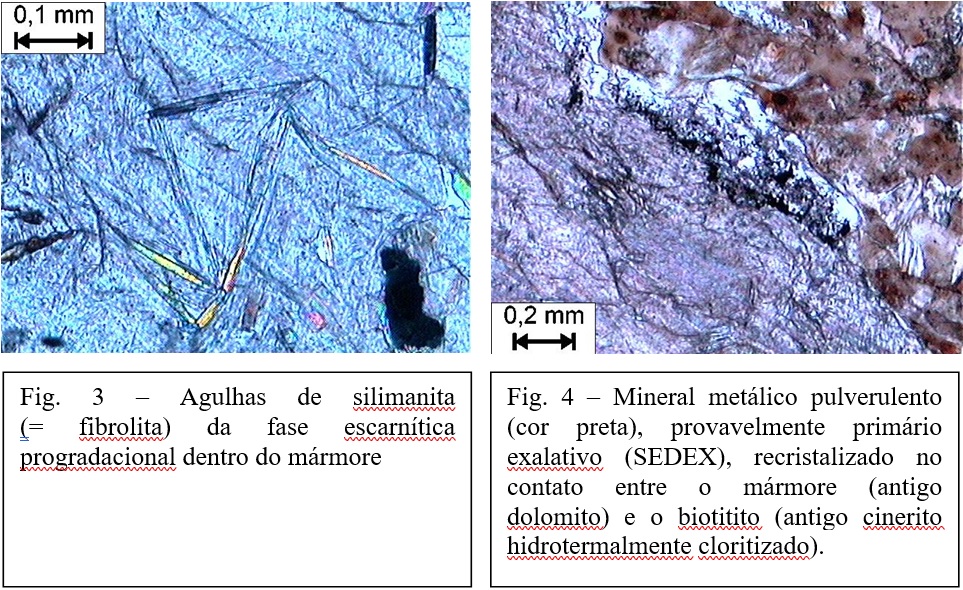 0,1 mm
0,2 mm
Fig. 3 – Agulhas de silimanita
(= fibrolita) da fase escarnítica
progradacional dentro do mármore
Fig. 4 – Mineral metálico pulverulento
(cor preta), provavelmente primário
exalativo (SEDEX), recristalizado no
contato entre o mármore (antigo
dolomito) e o biotitito (antigo cinerito
hidrotermalmente cloritizado).